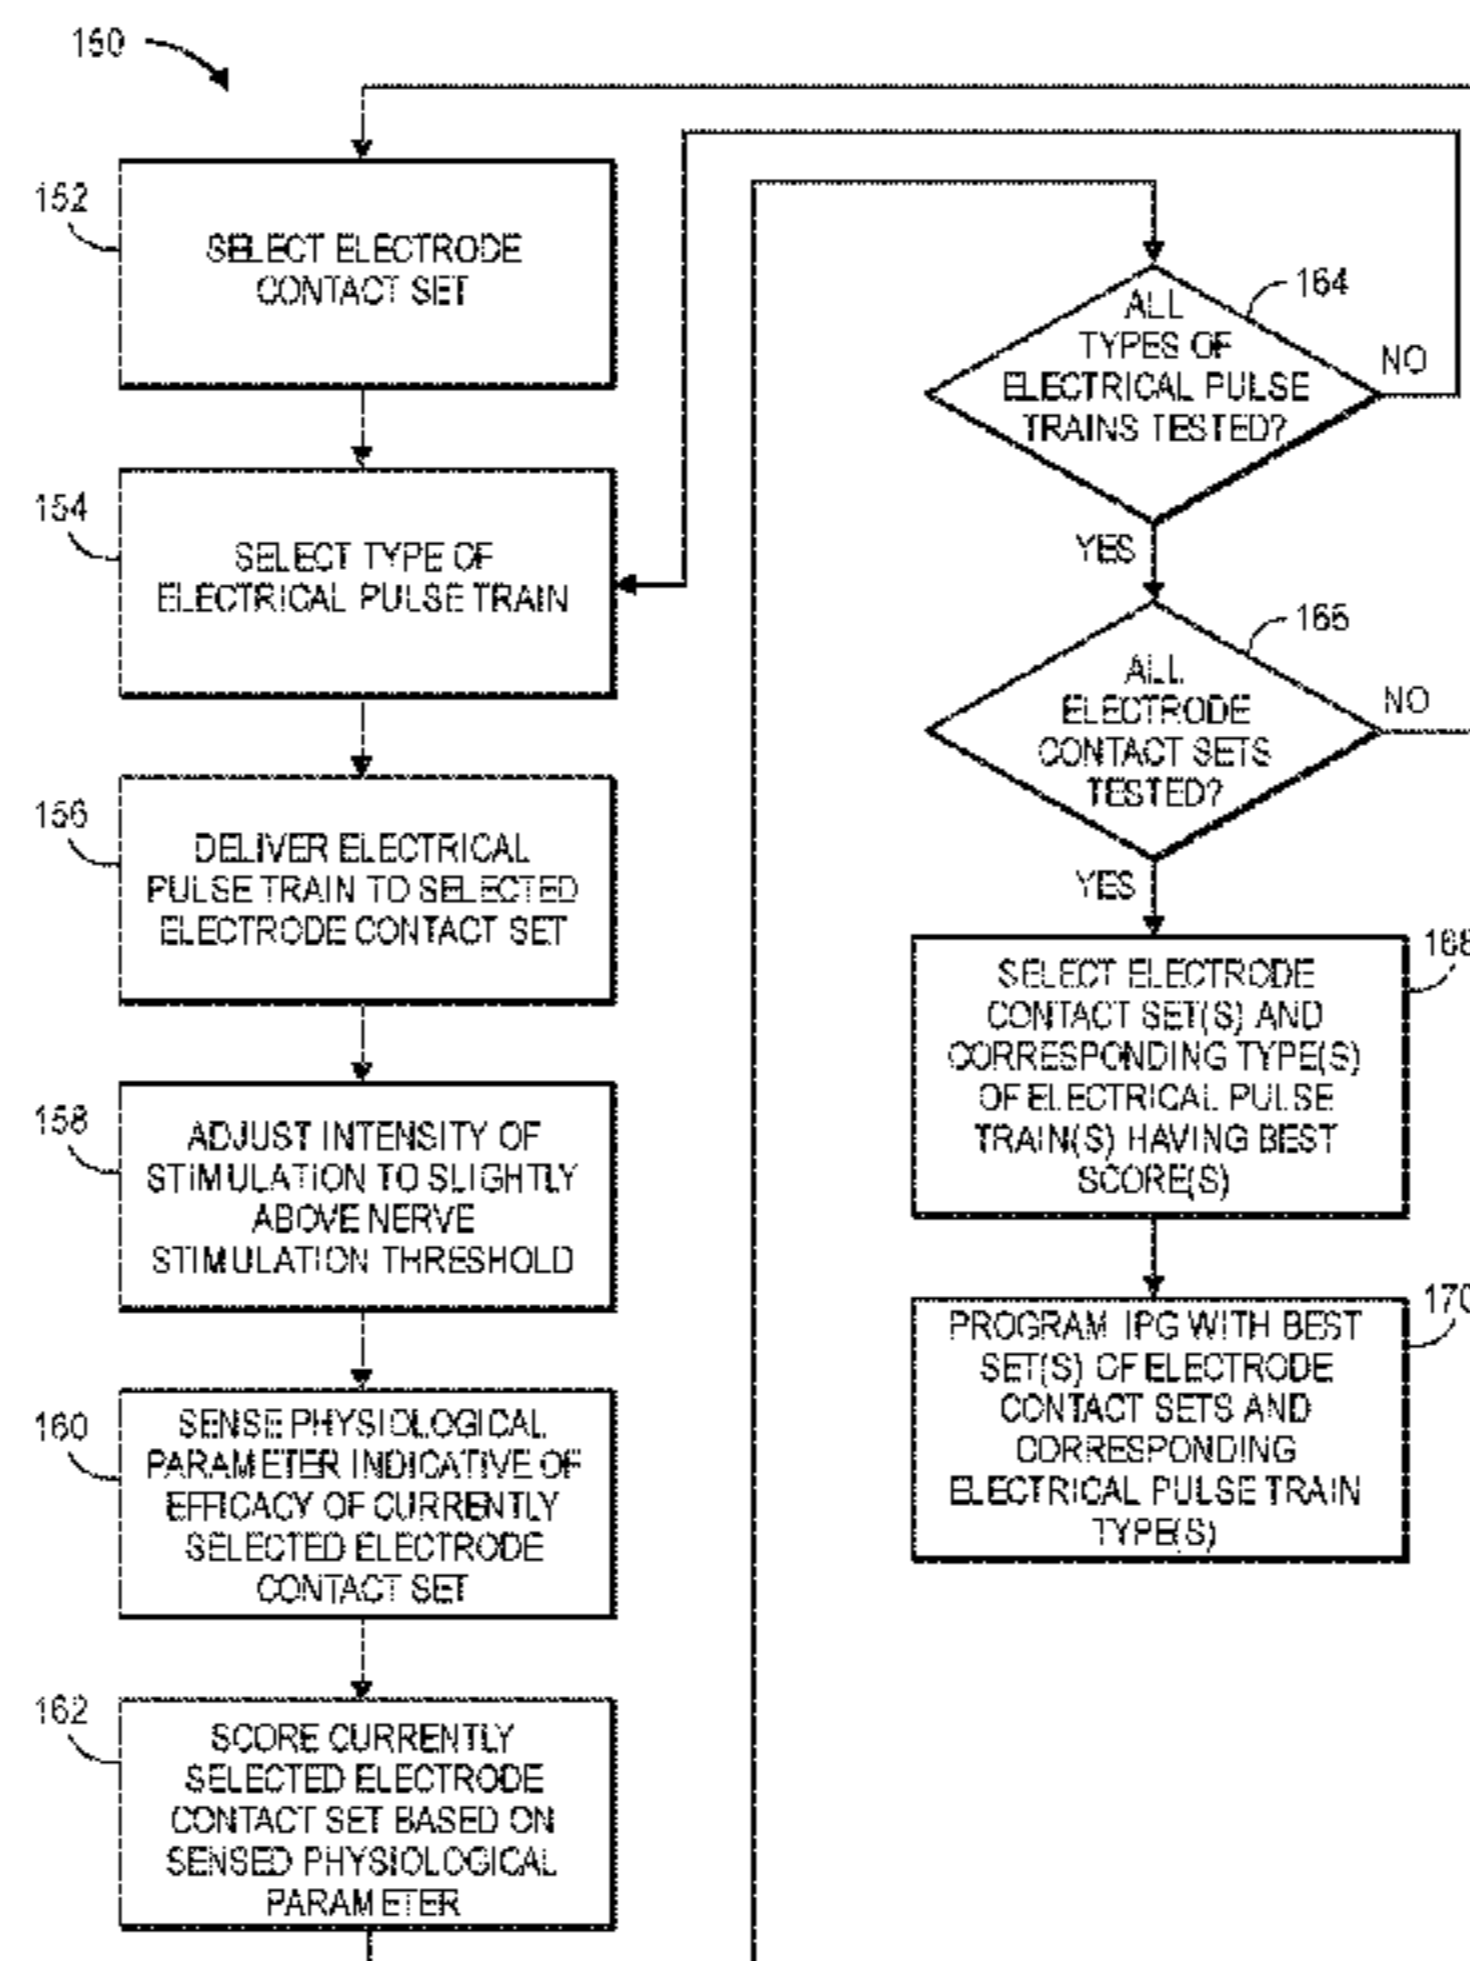 150
152
SELECT ELECTRODE
CONTACT SET
154
SELECT TYPE OF
ELECTRICAL PULSE TRAIN
156
DELIVER ELECTRICAL
PULSE TRAIN TO SELECTED
ELECTRODE CONTACT SET
158
ADJUST INTENSITY OF
STIMULATION TO SLIGHTLY
ABOVE NERVE
STIMULATION THRESHOLD
160
SENSE PHYSIOLOGICAL
PARAMETER INDICATIVE OF
EFFICACY OF CURRENTLY
SELECTED ELECTRODE
CONTACT SET
162
SCORE CURRENTLY
SELECTED ELECTRODE
CONTACT SET BASED ON
SENSED PHYSIOLOGICAL
PARAMETER
164
ALL
TYPES OF
ELECTRICAL PULSE
TRAINS TESTED?
NO
YES
166
ALL
ELECTRODE
CONTACT SETS
TESTED?
NO
YES
168
SELECT ELECTRODE
CONTACT SET(S) AND
CORRESPONDING TYPE(S)
OF ELECTRICAL PULSE
TRAIN(S) HAVING BEST
SCORE(S)
170
PROGRAM IPG WITH BEST
SET(S) OF ELECTRODE
CONTACT SETS AND
CORRESPONDING
ELECTRICAL PULSE TRAIN
TYPE(S)